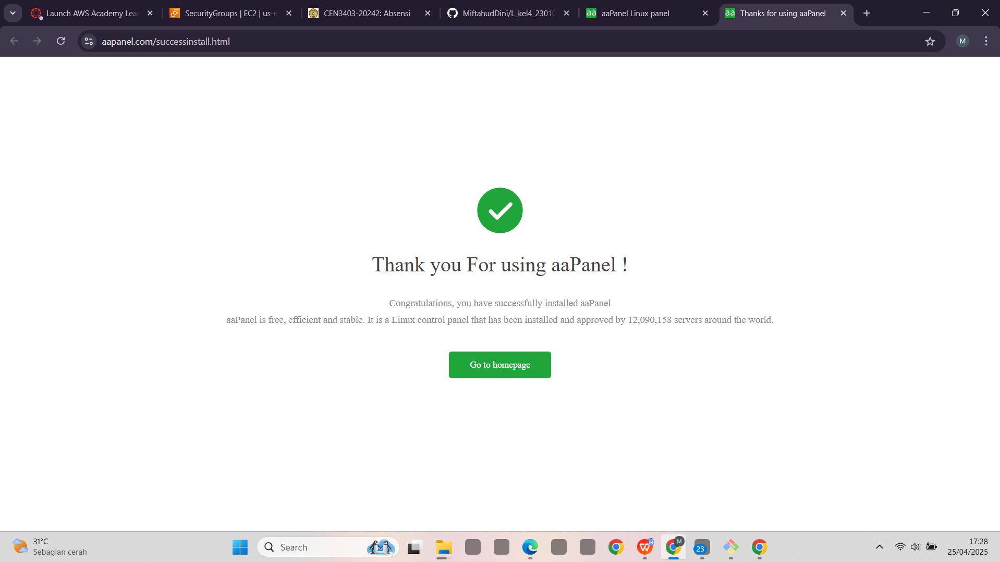 Launch AWS Academy Lea
SecurityGroups | EC2 | us-e
CEN3403-20242: Absensi
MiftahudDini/L_kel4_2301
aa
aaPanel Linux panel
aa
Thanks for using aaPanel
aapanel.com/successinstall.html
M
Thank you For using aaPanel !
Congratulations, you have successfully installed aaPanel
aaPanel is free, efficient and stable. It is a Linux control panel that has been installed and approved by 12,090,158 servers around the world.
Go to homepage
31°C
Sebagian cerah
Search
W
M
23
17:28
25/04/2025